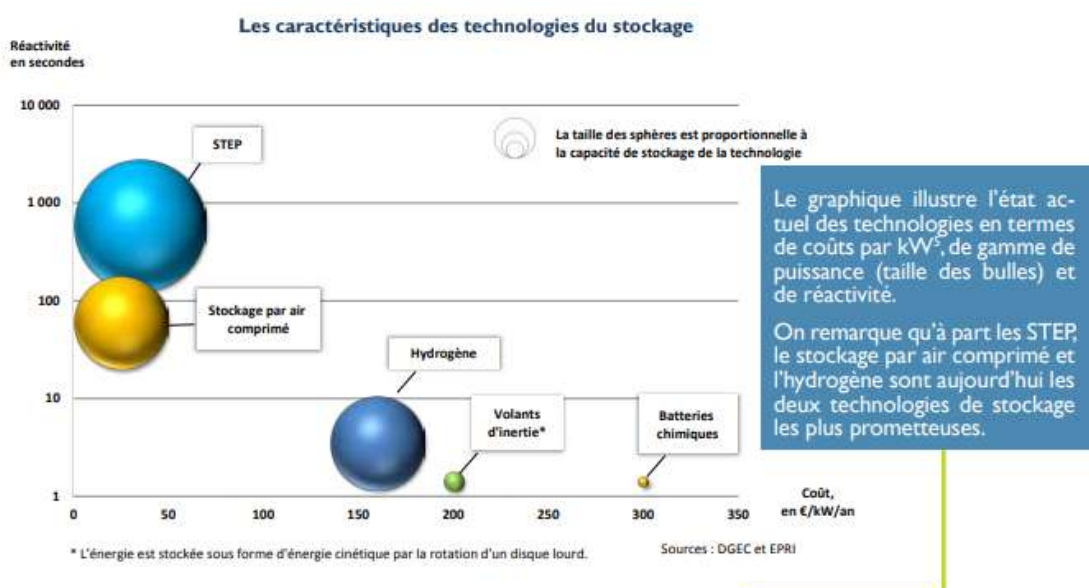 Les caractéristiques des technologies du stockage
Réactivité
en secondes
10 000
1 000
100
10
1
STEP
Stockage par air
comprimé
Hydrogène
Volants
d'inertie*
Batteries
chimiques
La taille des sphères est proportionnelle à
la capacité de stockage de la technologie
0 50 100 150 200 250 300 350
Coût,
en €/kW/an
* L'énergie est stockée sous forme d'énergie cinétique par la rotation d'un disque lourd.
Sources : DGEC et EPRI
Le graphique illustre l'état ac-
tuel des technologies en termes
de coûts par kW⁵, de gamme de
puissance (taille des bulles) et
de réactivité.
On remarque qu'à part les STEP,
le stockage par air comprimé et
l'hydrogène sont aujourd'hui les
deux technologies de stockage
les plus prometteuses.